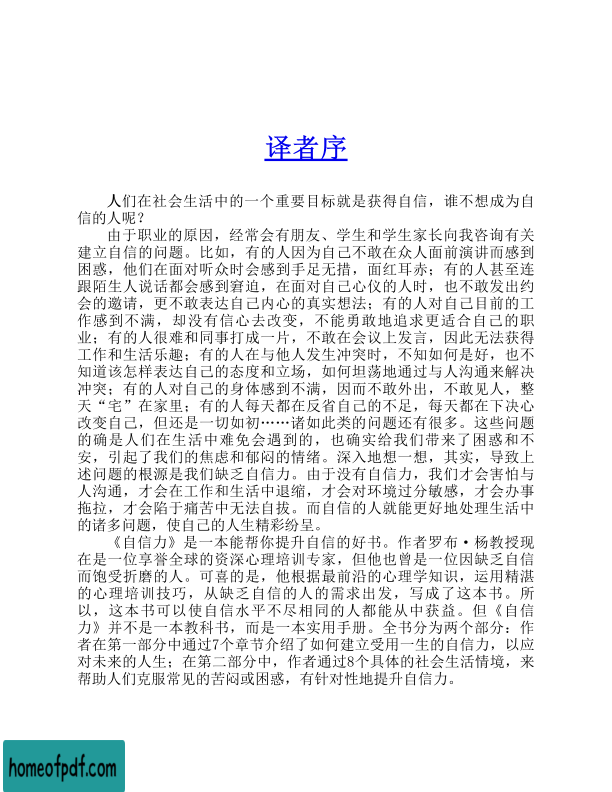 译者序
人们在社会生活中的一个重要目标就是获得自信，谁不想成为自
信的人呢？
由于职业的原因，经常会有朋友、学生和学生家长向我咨询有关
建立自信的问题。比如，有的人因为自己不敢在众人面前演讲而感到
困惑，他们在面对听众时会感到手足无措，面红耳赤；有的人甚至连
跟陌生人说话都会感到窘迫，在面对自己心仪的人时，也不敢发出约
会的邀请，更不敢表达自己内心的真实想法；有的人对自己目前的工
作感到不满，却没有信心去改变，不能勇敢地追求更适合自己的职
业；有的人很难和同事打成一片，不敢在会议上发言，因此无法获得
工作和生活乐趣；有的人在与他人发生冲突时，不知如何是好，也不
知道该怎样表达自己的态度和立场，如何坦荡地通过与人沟通来解决
冲突；有的人对自己的身体感到不满，因而不敢外出，不敢见人，整
天“宅”在家里；有的人每天都在反省自己的不足，每天都在下决心
改变自己，但还是一切如初……诸如此类的问题还有很多。这些问题
的确是人们在生活中难免会遇到的，也确实给我们带来了困惑和不
安，引起了我们的焦虑和郁闷的情绪。深入地想一想，其实，导致上
述问题的根源是我们缺乏自信力。由于没有自信力，我们才会害怕与
人沟通，才会在工作和生活中退缩，才会对环境过分敏感，才会办事
拖拉，才会陷于痛苦中无法自拔。而自信的人就能更好地处理生活中
的诸多问题，使自己的人生精彩纷呈。
《自信力》是一本能帮你提升自信的好书。作者罗布·杨教授现
在是一位享誉全球的资深心理培训专家，但他也曾是一位因缺乏自信
而饱受折磨的人。可喜的是，他根据最前沿的心理学知识，运用精湛
的心理培训技巧，从缺乏自信的人的需求出发，写成了这本书。所
以，这本书可以使自信水平不尽相同的人都能从中获益。但《自信
力》并不是一本教科书，而是一本实用手册。全书分为两个部分：作
者在第一部分中通过7个章节介绍了如何建立受用一生的自信力，以应
对未来的人生；在第二部分中，作者通过8个具体的社会生活情境，来
帮助人们克服常见的苦闷或困惑，有针对性地提升自信力。
homeofpdf.com